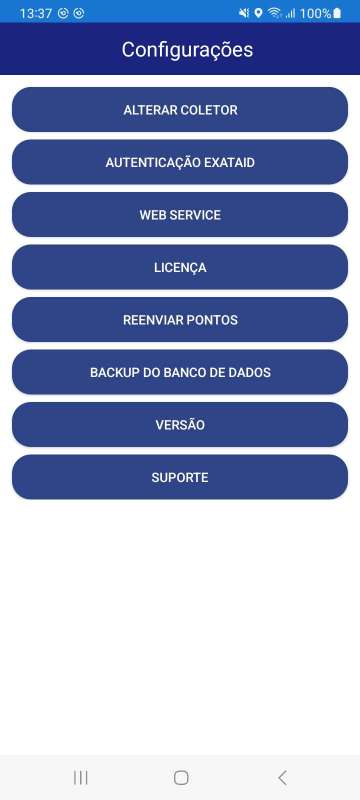 13:37 100%
Configurações
ALTERAR COLETOR
AUTENTICAÇÃO EXATAID
WEB SERVICE
LICENÇA
REENVIAR PONTOS
BACKUP DO BANCO DE DADOS
VERSÃO
SUPORTE